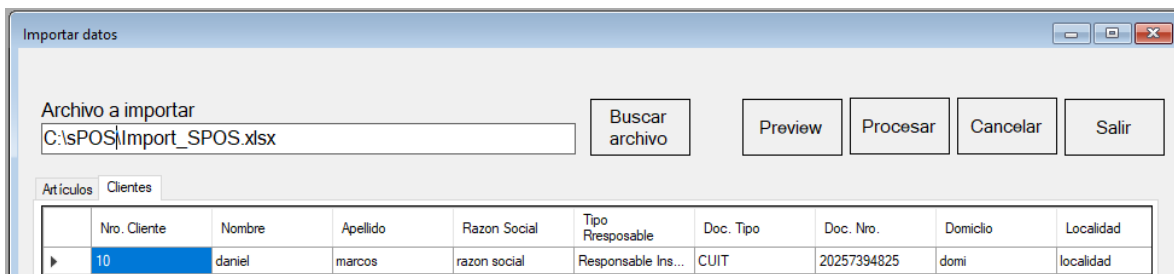 Importar datos
Archivo a importar
C:\sPOS\Import_SPOS.xlsx
Buscar archivo
Preview
Procesar
Cancelar
Salir
Artículos Clientes
Nro. Cliente Nombre Apellido Razon Social Tipo Rresposable Doc. Tipo Doc. Nro. Domiclio Localidad
10 daniel marcos razon social Responsable Ins... CUIT 20257394825 domi localidad